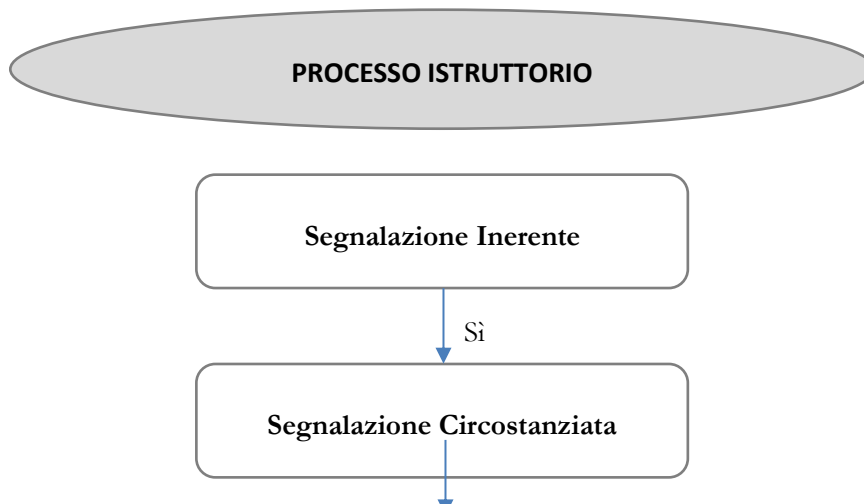 PROCESSO ISTRUTTORIO
Segnalazione Inerente
Sì
Segnalazione Circostanziata